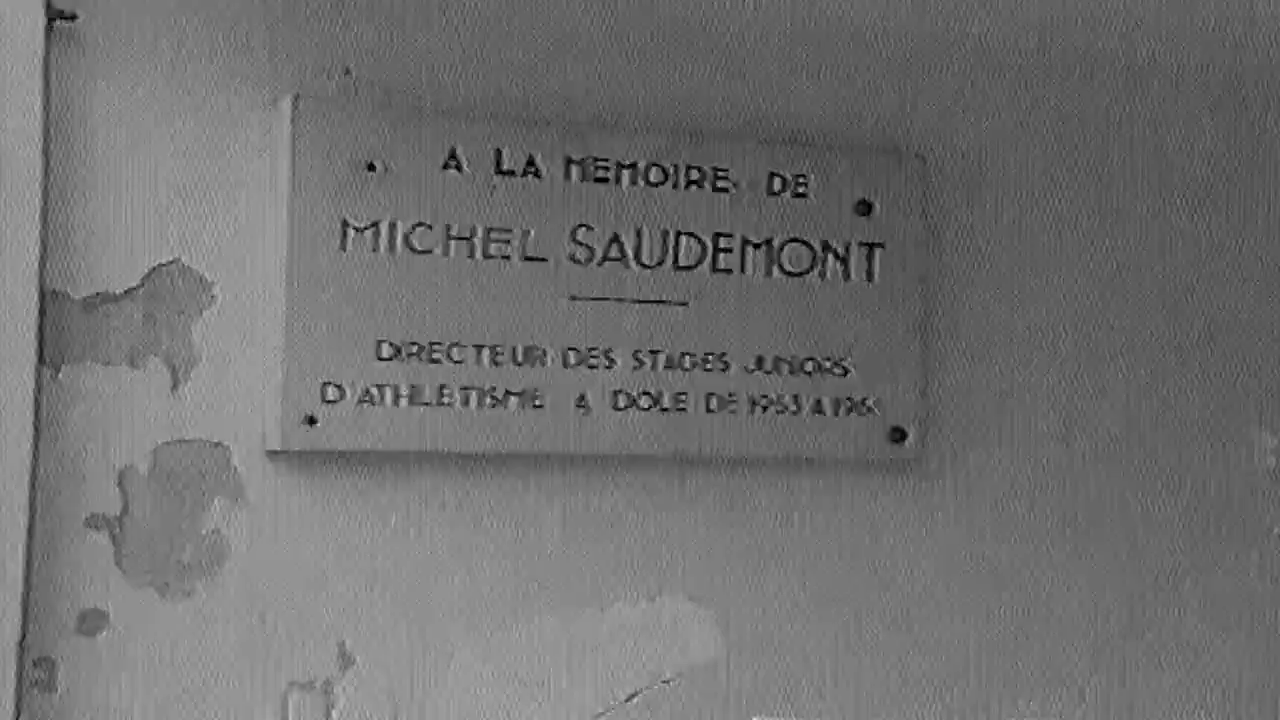 A LA MEMOIRE DE
MICHEL SAUDEMONT
DIRECTEUR DES STAGES JUNIORS
D'ATHLETISME A DOLE DE 1953 A